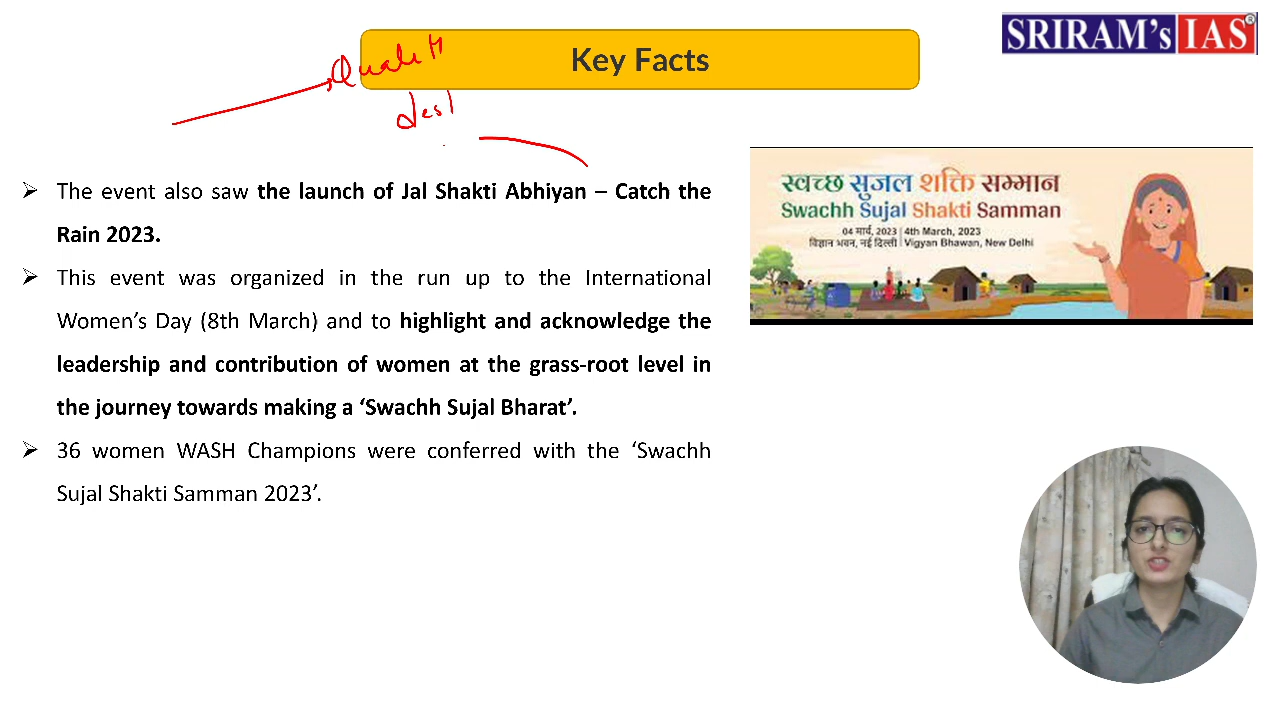 SRIRAM's IAS
Key Facts
➢ The event also saw the launch of Jal Shakti Abhiyan – Catch the
Rain 2023.
➢ This event was organized in the run up to the International
Women's Day (8th March) and to highlight and acknowledge the
leadership and contribution of women at the grass-root level in
the journey towards making a 'Swachh Sujal Bharat'.
➢ 36 women WASH Champions were conferred with the 'Swachh
Sujal Shakti Samman 2023'.
स्वच्छ सुजल शक्ति सम्मान
Swachh Sujal Shakti Samman
04 मार्च, 2023 | 4th March, 2023
विज्ञान भवन, नई दिल्ली | Vigyan Bhawan, New Delhi